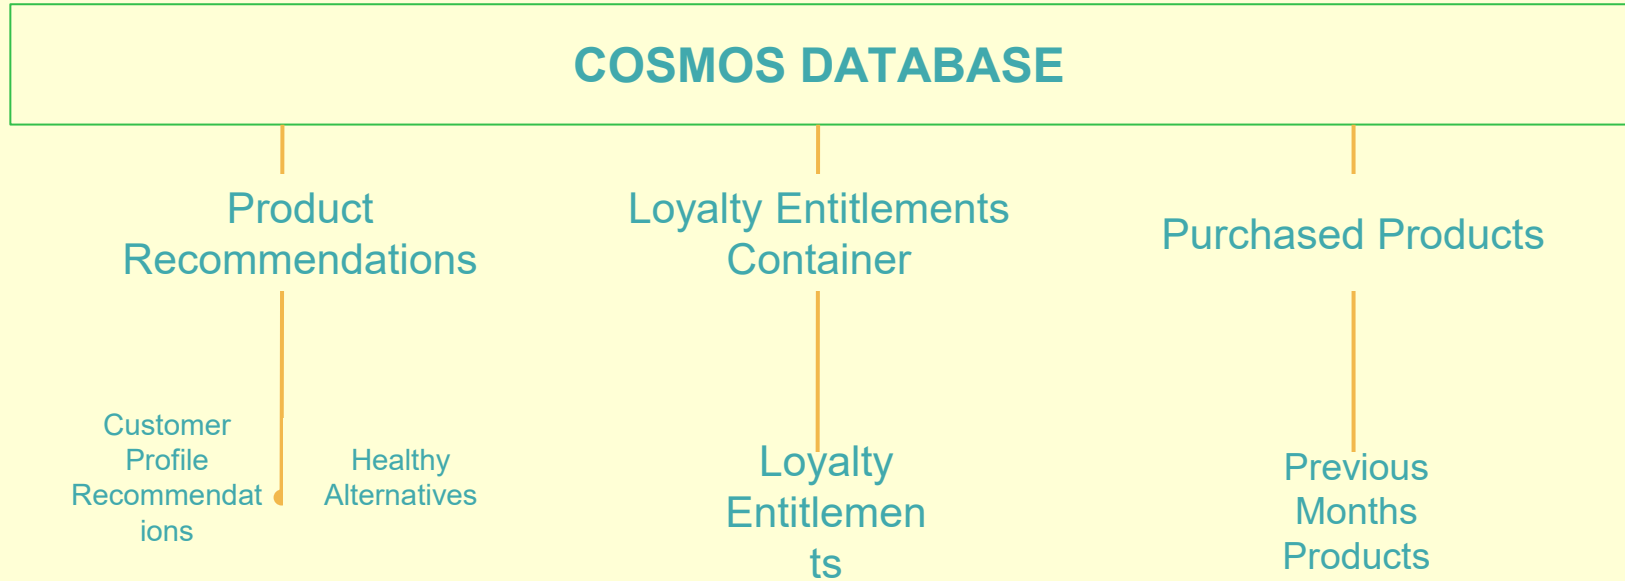 COSMOS DATABASE
Product
Recommendations
Loyalty Entitlements
Container
Purchased Products
Customer
Profile
Recommendat
ions
Healthy
Alternatives
Loyalty
Entitlemen
ts
Previous
Months
Products